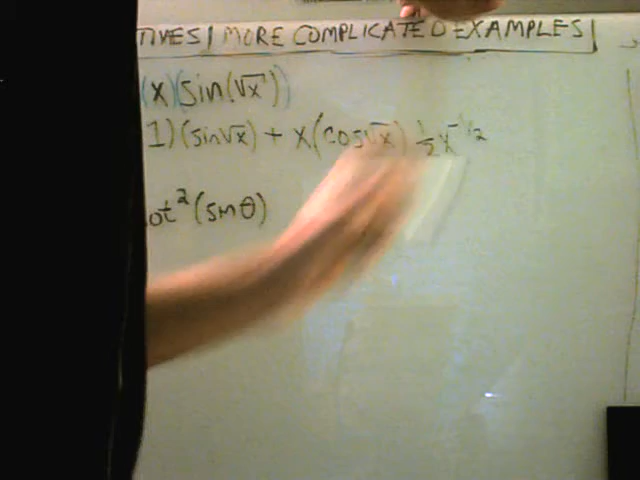 TIVES | MORE COMPLICATED EXAMPLES |
(x)(sin(√x))
1)(sin√x) + x(cos√x) ½x^-1/2
ot²(sinθ)